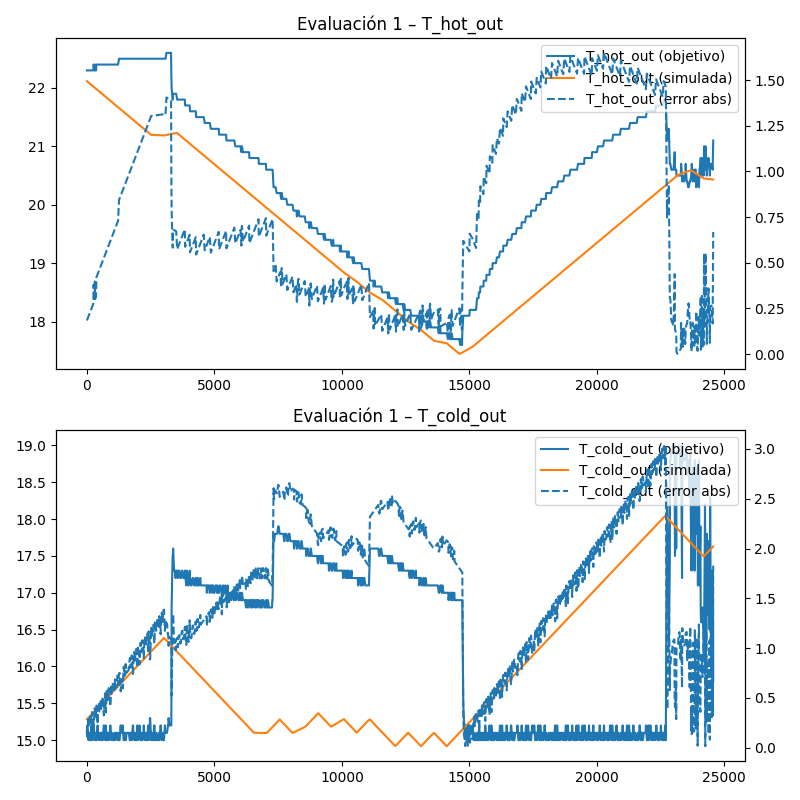 Evaluación 1 – T_hot_out
T_hot_out (objetivo)
T_hot_out (simulada)
T_hot_out (error abs)
22
21
20
19
18
1.50
1.25
1.00
0.75
0.50
0.25
0.00
0 5000 10000 15000 20000 25000
Evaluación 1 – T_cold_out
T_cold_out (objetivo)
T_cold_out (simulada)
T_cold_out (error abs)
19.0
18.5
18.0
17.5
17.0
16.5
16.0
15.5
15.0
3.0
2.5
2.0
1.5
1.0
0.5
0.0
0 5000 10000 15000 20000 25000